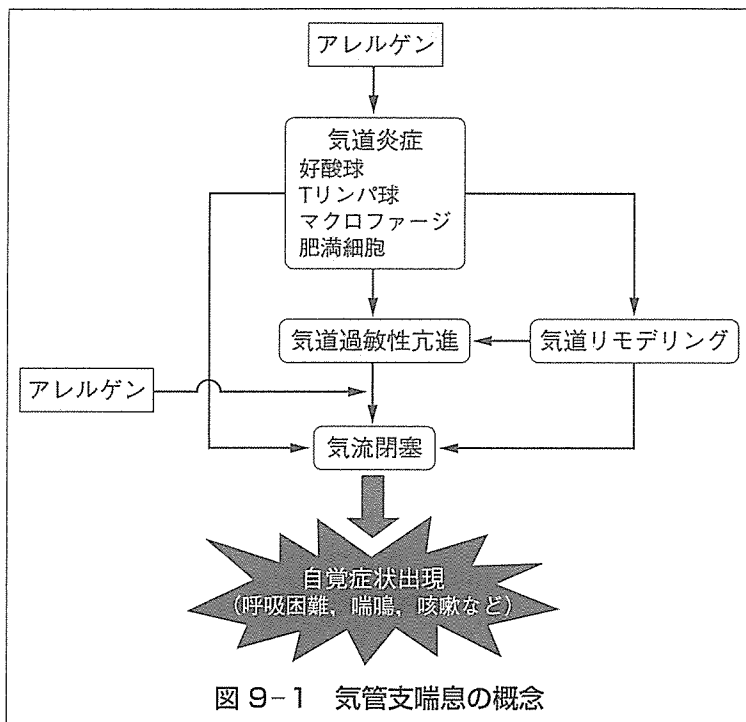 アレルゲン
気道炎症
好酸球
Tリンパ球
マクロファージ
肥満細胞
気道過敏性亢進
気道リモデリング
アレルゲン
気流閉塞
自覚症状出現
(呼吸困難,喘鳴,咳嗽など)
図 9-1 気管支喘息の概念